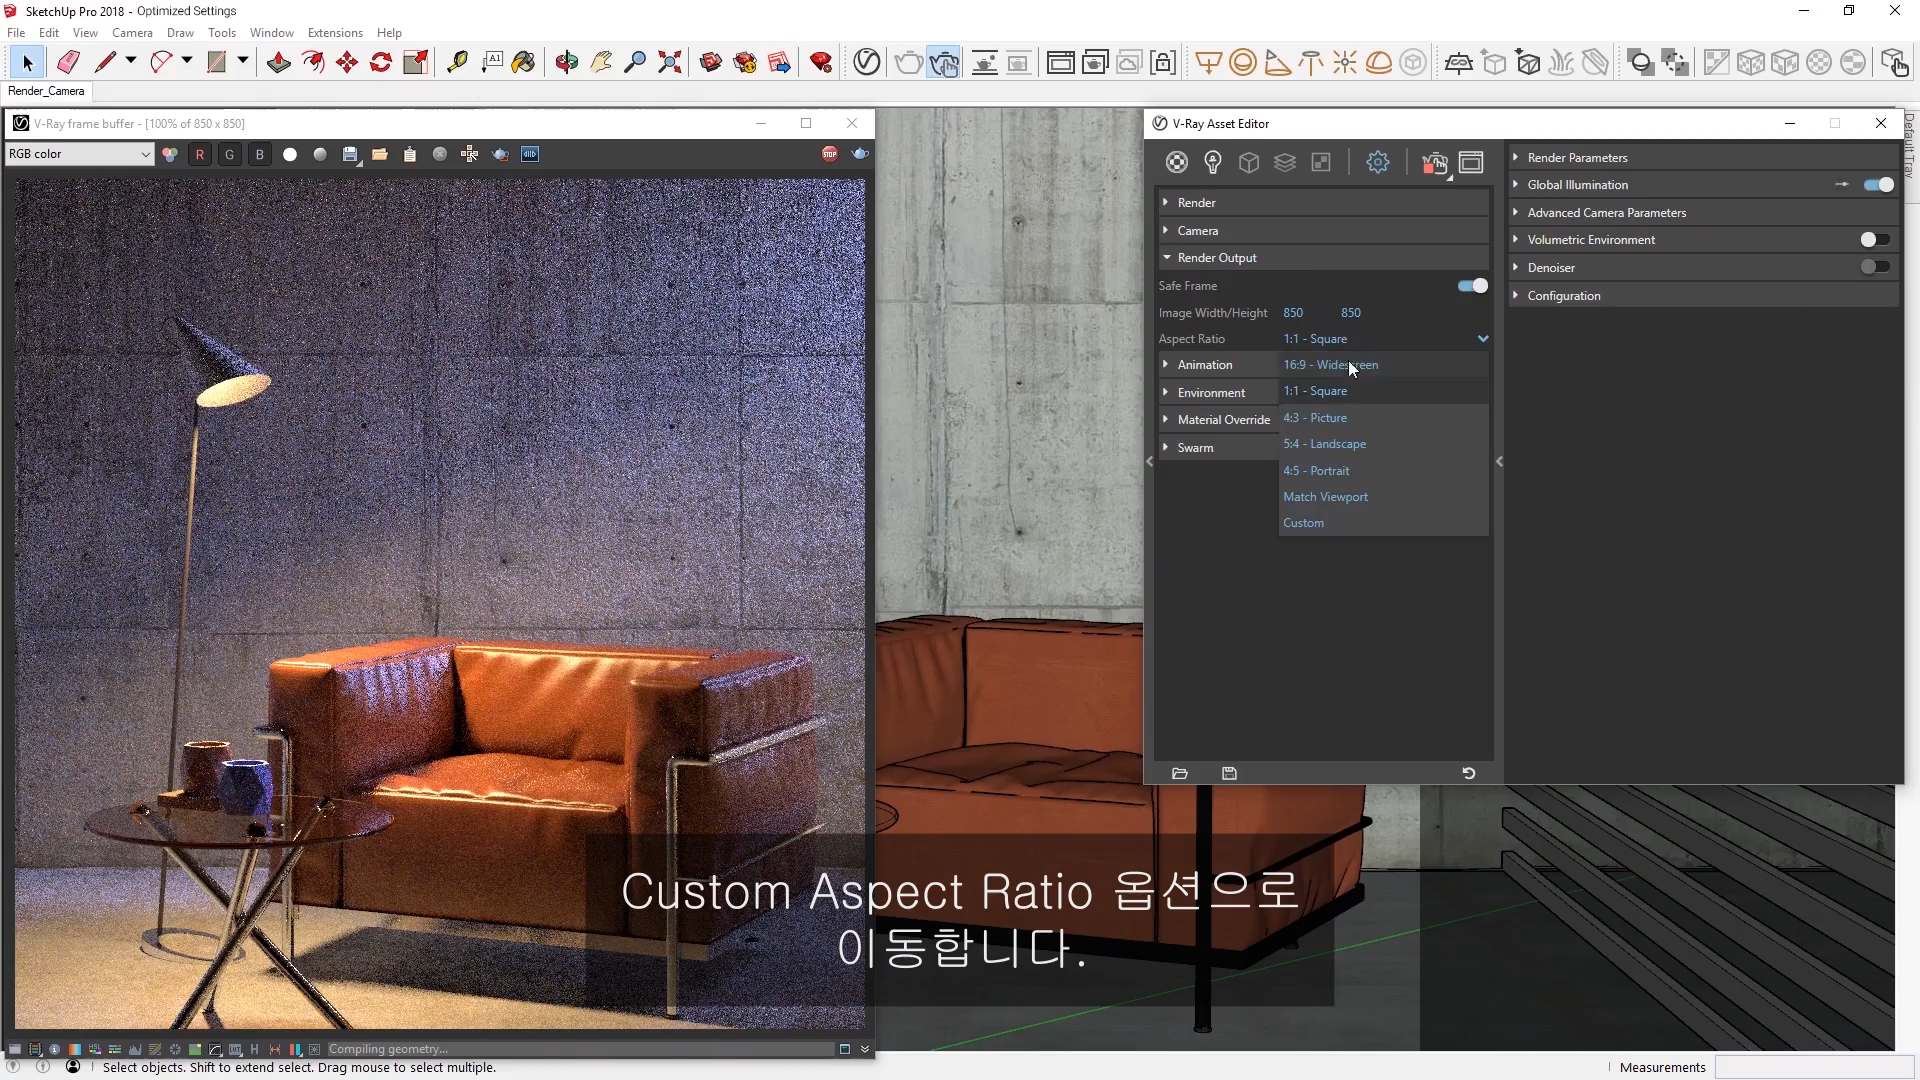 SketchUp Pro 2018 - Optimized Settings
File Edit View Camera Draw Tools Window Extensions Help
A1
Render_Camera
V-Ray frame buffer - [100% of 850 x 850]
RGB color
R G B
STOP
Compiling geometry...
V-Ray Asset Editor
Render
Camera
Render Output
Safe Frame
Image Width/Height 850 850
Aspect Ratio 1:1 - Square
Animation
Environment
Material Override
Swarm
16:9 - Widescreen
1:1 - Square
4:3 - Picture
5:4 - Landscape
4:5 - Portrait
Match Viewport
Custom
Render Parameters
Global Illumination
Advanced Camera Parameters
Volumetric Environment
Denoiser
Configuration
Default Tray
Custom Aspect Ratio 옵션으로
이동합니다.
Select objects. Shift to extend select. Drag mouse to select multiple.
Measurements